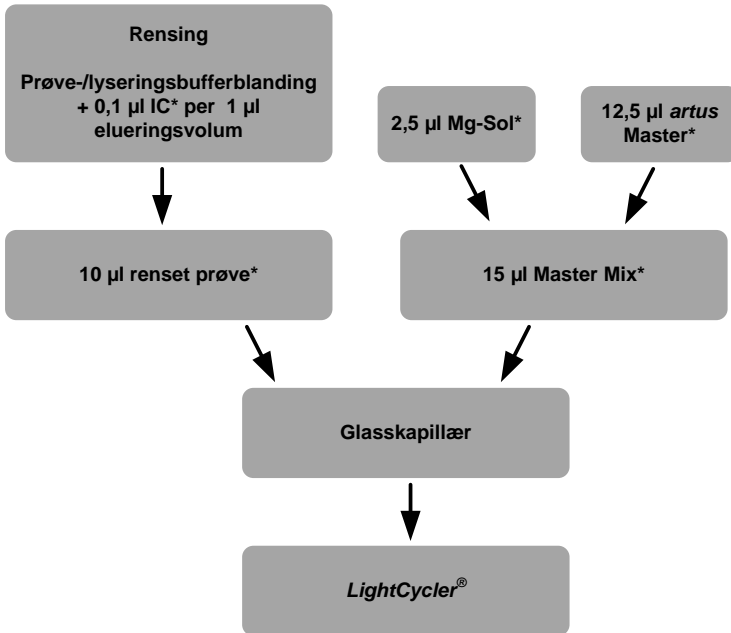 Rensing
Prøve-/lyseringsbufferblanding
+ 0,1 µl IC* per 1 µl
elueringsvolum
2,5 µl Mg-Sol*
12,5 µl artus
Master*
10 µl renset prøve*
15 µl Master Mix*
Glasskapillær
LightCycler®